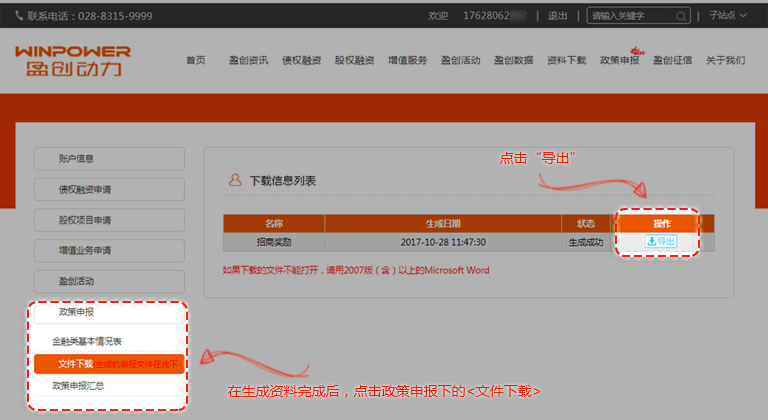 联系电话：028-8315-9999
欢迎 17628062 | 退出 | 请输入关键字 | 子站点
WINPOWER
盈创动力
首页 盈创资讯 债权融资 股权融资 增值服务 盈创活动 盈创数据 资料下载 政策申报 HOT 盈创征信 关于我们
账户信息
债权融资申请
股权项目申请
增值业务申请
盈创活动
政策申报
金融类基本情况表
文件下载 生成的申报文件在此下
政策申报汇总
点击“导出”
下载信息列表
名称 生成日期 状态 操作
招商奖励 2017-10-28 11:47:30 生成成功 导出
如果下载的文件不能打开，请用2007版（含）以上的Microsoft Word
在生成资料完成后，点击政策申报下的<文件下载>